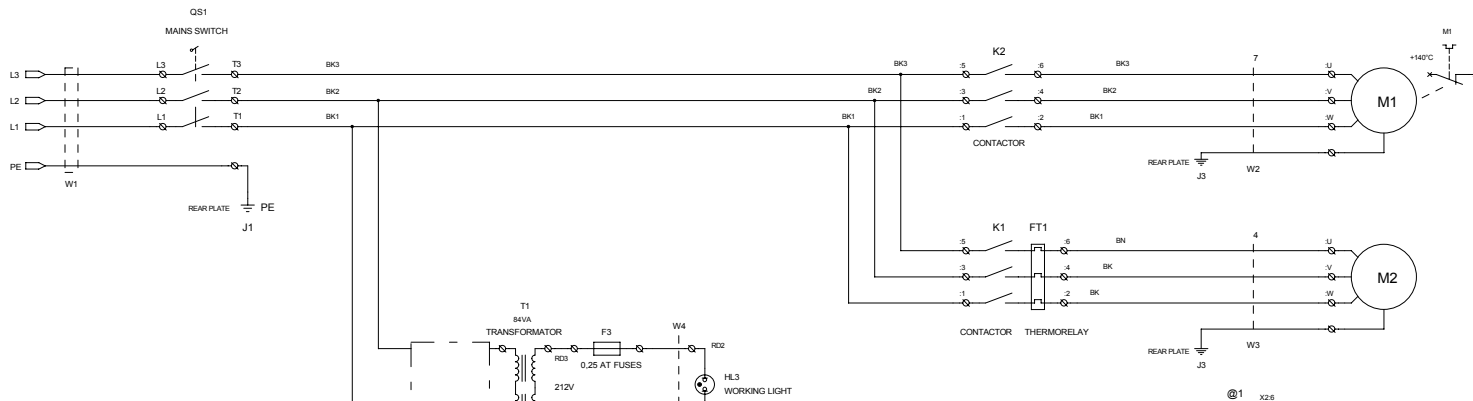 QS1
MAINS SWITCH
M1
+140°C
L3
L3
T3
BK3
BK3
K2
:5
:6
BK3
7
:U
L2
L2
T2
BK2
BK2
:3
:4
BK2
:V
M1
L1
L1
T1
BK1
BK1
:1
:2
BK1
:W
CONTACTOR
PE
W1
REAR PLATE
PE
J1
REAR PLATE
J3
W2
K1
FT1
:5
:6
BN
4
:U
:3
:4
BK
:V
M2
:1
:2
BK
:W
CONTACTOR
THERMORELAY
REAR PLATE
J3
W3
T1
84VA
TRANSFORMATOR
F3
W4
RD3
RD2
0,25 AT FUSES
212V
HL3
WORKING LIGHT
@1
X2:6